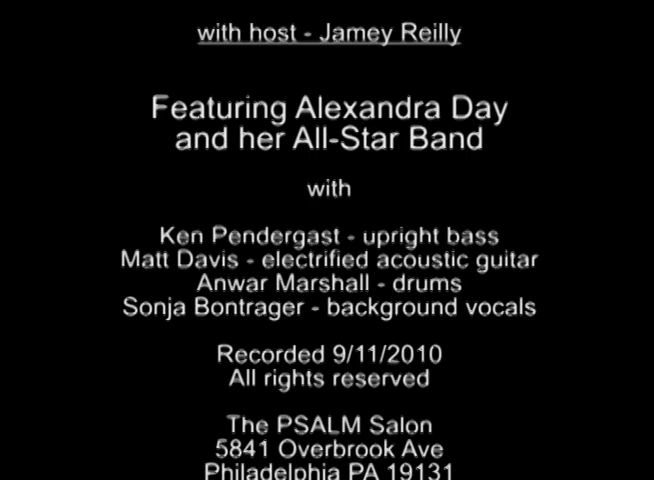 with host - Jamey Reilly
Featuring Alexandra Day
and her All-Star Band
with
Ken Pendergast - upright bass
Matt Davis - electrified acoustic guitar
Anwar Marshall - drums
Sonja Bontrager - background vocals
Recorded 9/11/2010
All rights reserved
The PSALM Salon
5841 Overbrook Ave
Philadelphia PA 19131